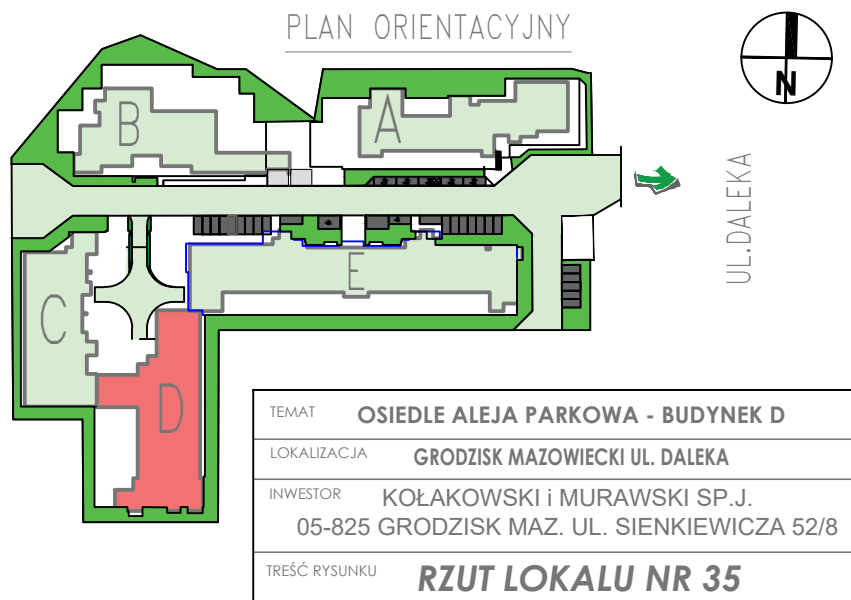 PLAN ORIENTACYJNY
N
B
A
UL.DALEKA
E
C
D
TEMAT OSIEDLE ALEJA PARKOWA - BUDYNEK D
LOKALIZACJA GRODZISK MAZOWIECKI UL. DALEKA
INWESTOR KOŁAKOWSKI i MURAWSKI SP.J.
05-825 GRODZISK MAZ. UL. SIENKIEWICZA 52/8
TREŚĆ RYSUNKU RZUT LOKALU NR 35